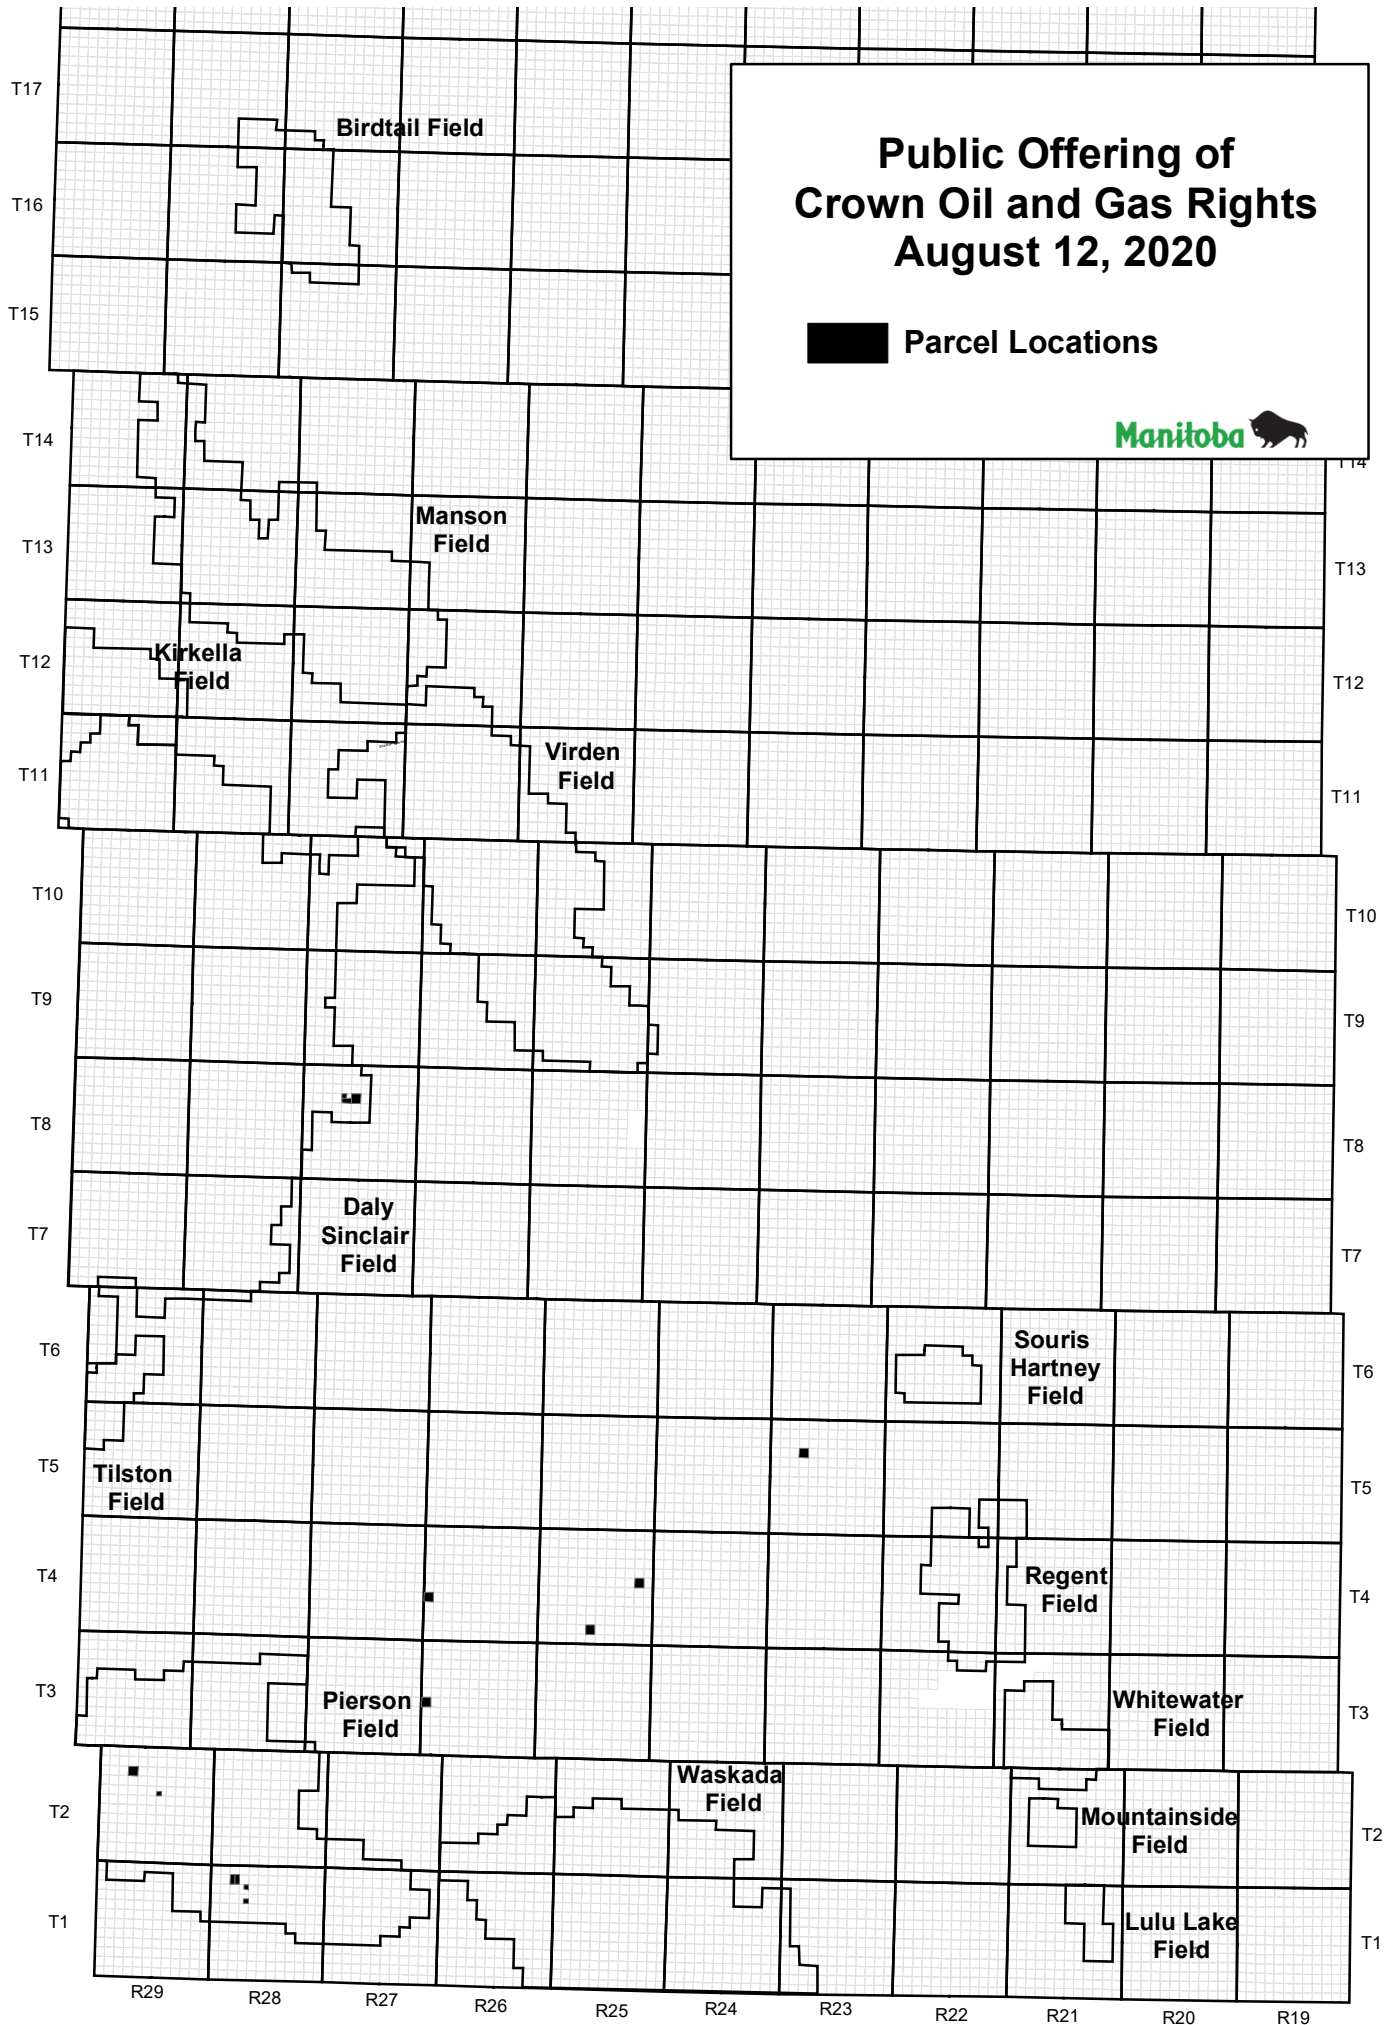 T17
Birdtail Field
Public Offering of
Crown Oil and Gas Rights
August 12, 2020
T16
T15
Parcel Locations
Manitoba
T14
T14
Manson
Field
T13
T13
Kirkella
Field
T12
T12
Virden
Field
T11
T11
T10
T10
T9
T9
T8
T8
Daly
Sinclair
Field
T7
T7
Souris
Hartney
Field
T6
T6
Tilston
Field
T5
T5
Regent
Field
T4
T4
Pierson
Field
Whitewater
Field
T3
T3
Waskada
Field
Mountainside
Field
T2
T2
Lulu Lake
Field
T1
T1
R29
R28
R27
R26
R25
R24
R23
R22
R21
R20
R19